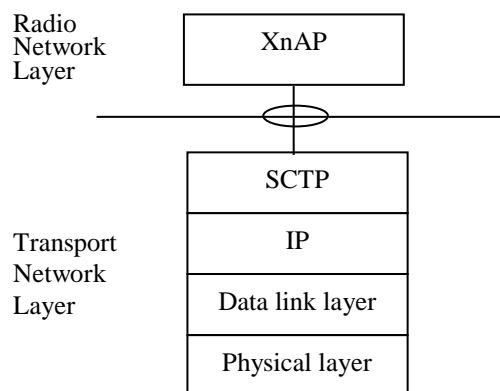 Radio
Network
Layer
XnAP
SCTP
IP
Transport
Network
Layer
Data link layer
Physical layer